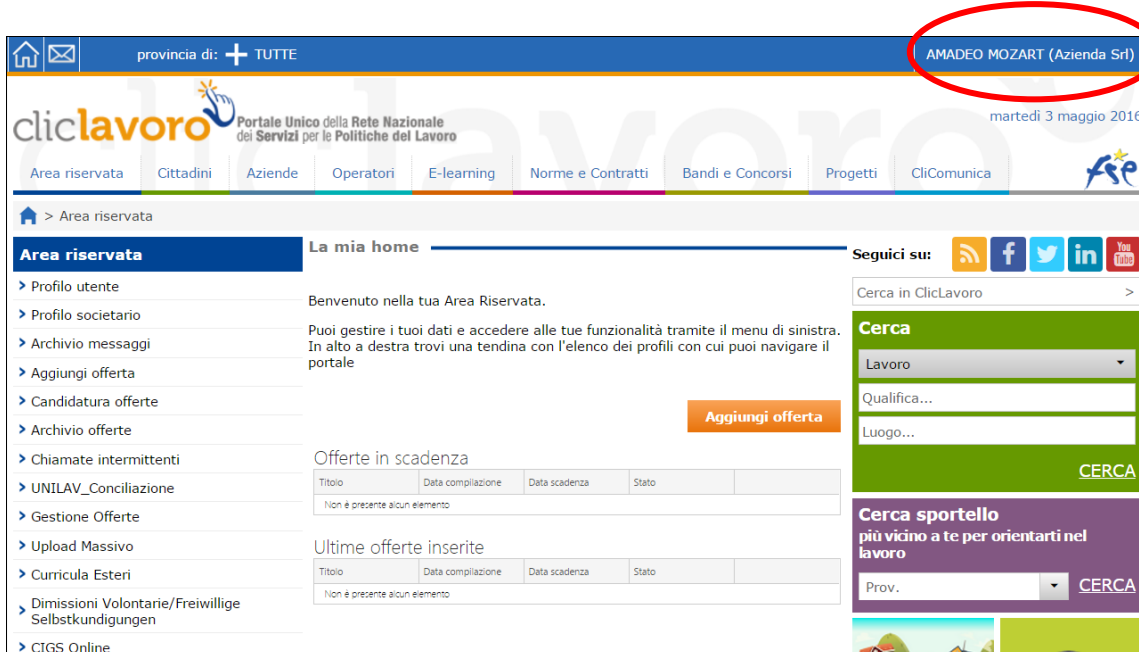 provincia di: TUTTE
AMADEO MOZART (Azienda Srl)
cliclavoro
Portale Unico della Rete Nazionale
dei Servizi per le Politiche del Lavoro
martedì 3 maggio 2016
Area riservata Cittadini Aziende Operatori E-learning Norme e Contratti Bandi e Concorsi Progetti CliComunica
fse
> Area riservata
Area riservata
Profilo utente
Profilo societario
Archivio messaggi
Aggiungi offerta
Candidatura offerte
Archivio offerte
Chiamate intermittenti
UNILAV_Conciliazione
Gestione Offerte
Upload Massivo
Curricula Esteri
Dimissioni Volontarie/Freiwillige
Selbstkundigungen
CIGS Online
La mia home
Benvenuto nella tua Area Riservata.
Puoi gestire i tuoi dati e accedere alle tue funzionalità tramite il menu di sinistra.
In alto a destra trovi una tendina con l'elenco dei profili con cui puoi navigare il
portale
Aggiungi offerta
Offerte in scadenza
Titolo Data compilazione Data scadenza Stato
Non è presente alcun elemento
Ultime offerte inserite
Titolo Data compilazione Data scadenza Stato
Non è presente alcun elemento
Seguici su:
f in You Tube
Cerca in ClicLavoro >
Cerca
Lavoro
Qualifica...
Luogo...
CERCA
Cerca sportello
più vicino a te per orientarti nel
lavoro
Prov. CERCA